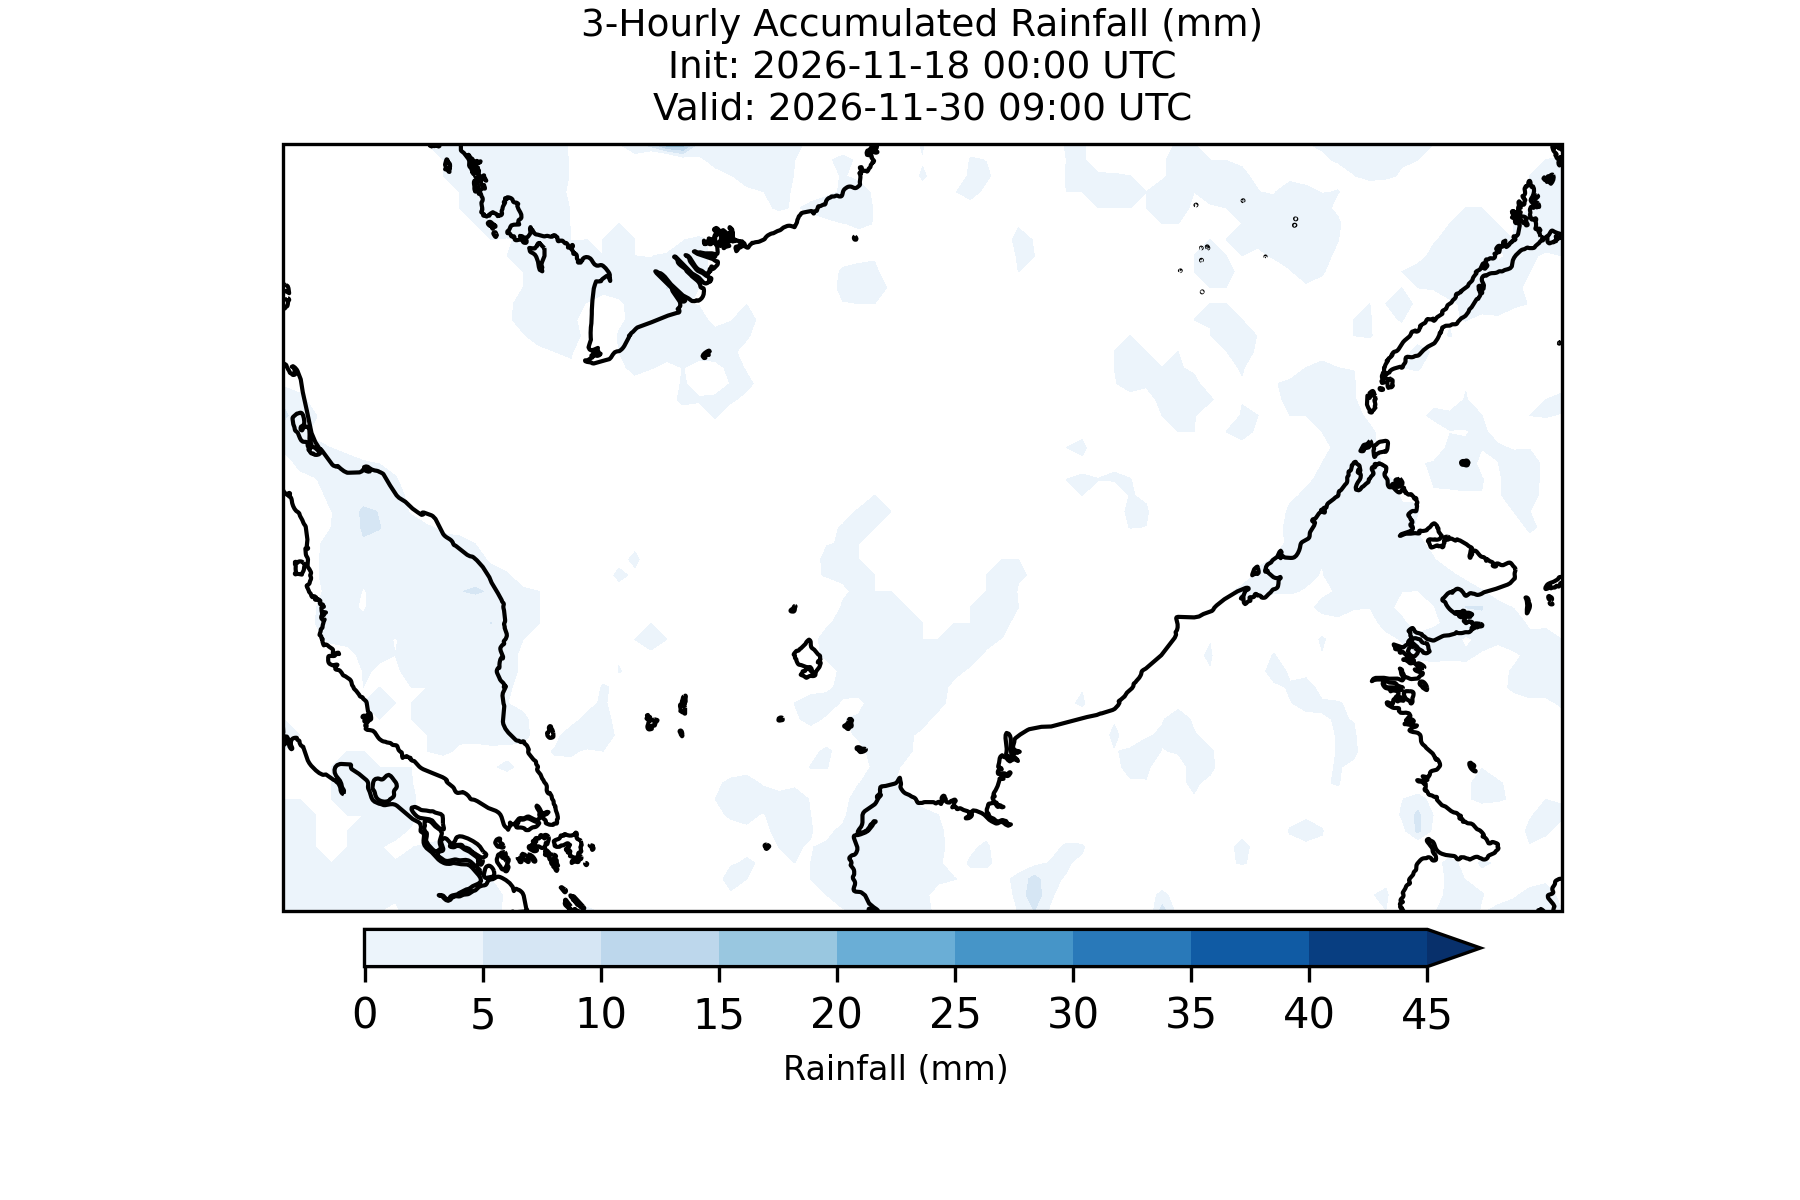 3-Hourly Accumulated Rainfall (mm)
Init: 2026-11-18 00:00 UTC
Valid: 2026-11-30 09:00 UTC
0 5 10 15 20 25 30 35 40 45
Rainfall (mm)